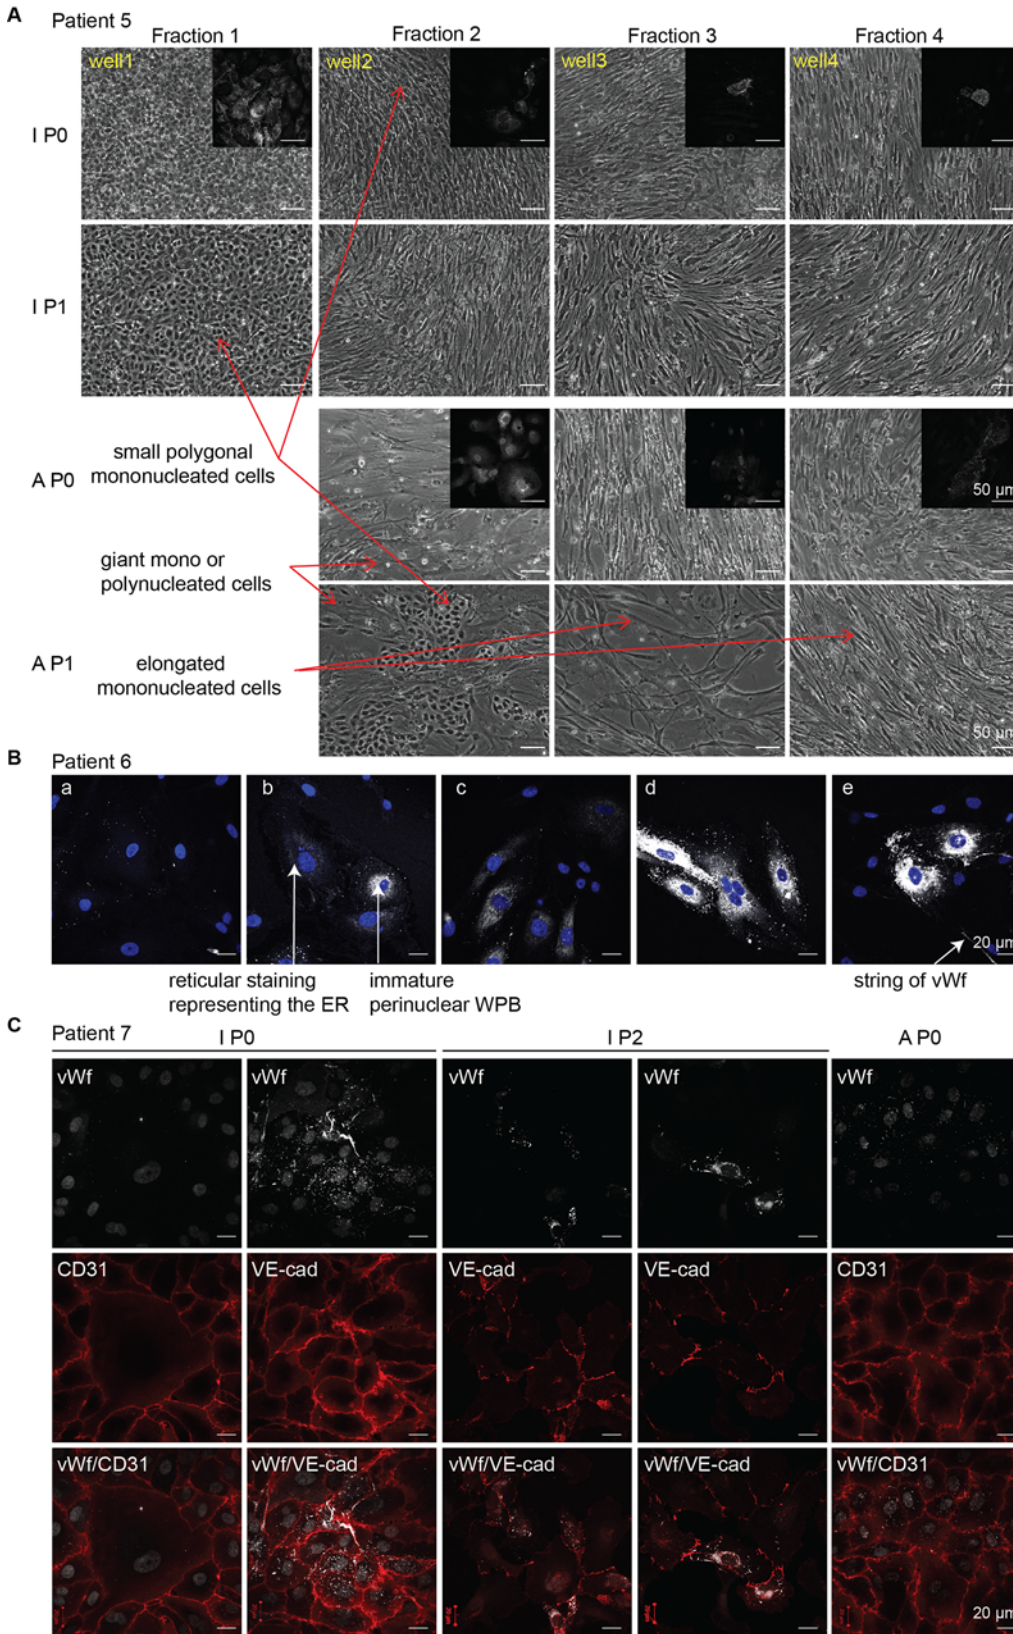 A
Patient 5
Fraction 1
Fraction 2
Fraction 3
Fraction 4
well1
well2
well3
well4
I P0
I P1
small polygonal
mononucleated cells
A P0
50 µm
giant mono or
polynucleated cells
A P1
elongated
mononucleated cells
50 µm
B
Patient 6
a
b
c
d
e
20 µm
reticular staining
representing the ER
immature
perinuclear WPB
string of vWf
C
Patient 7
I P0
I P2
A P0
vWf
vWf
vWf
vWf
vWf
CD31
VE-cad
VE-cad
VE-cad
CD31
vWf/CD31
vWf/VE-cad
vWf/VE-cad
vWf/VE-cad
vWf/CD31
20 µm